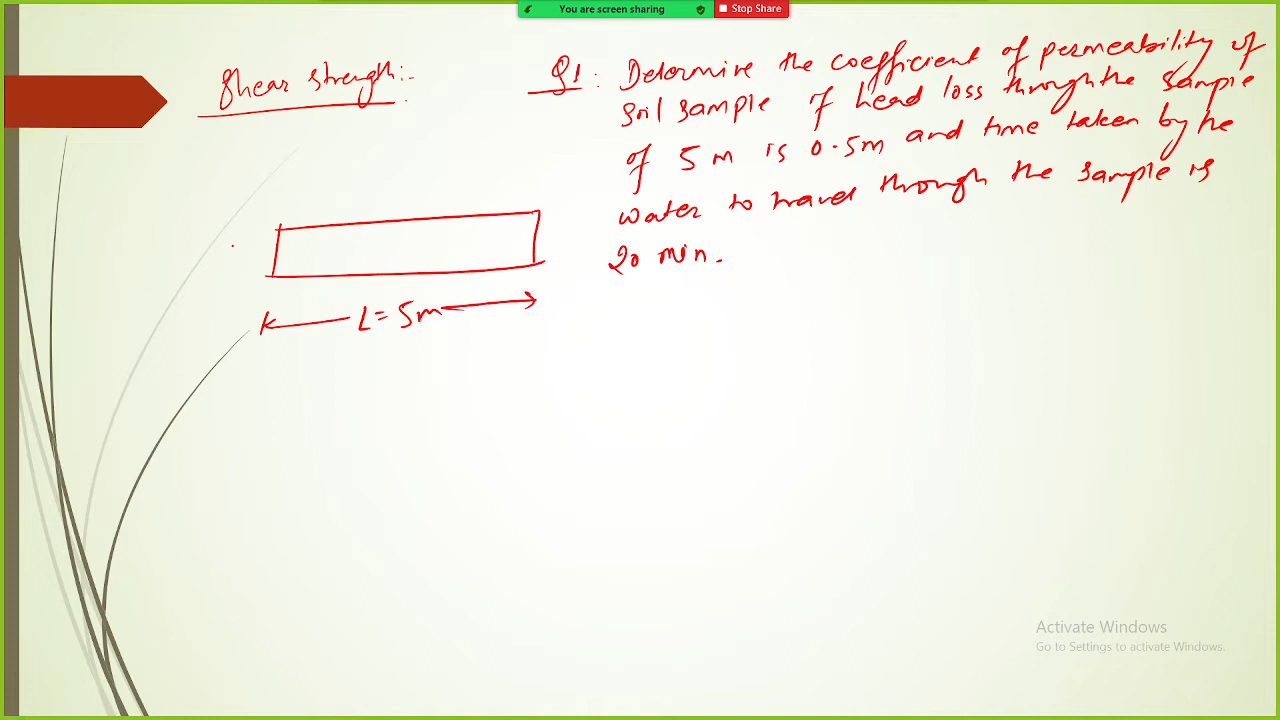 You are screen sharing
Stop Share
Shear strength:-
Q1: Determine the coefficient of permeability of
soil sample if head loss through the sample
of 5 m is 0.5m and time taken by he
water to travel through the sample is
20 min.
L = 5m
Activate Windows
Go to Settings to activate Windows.